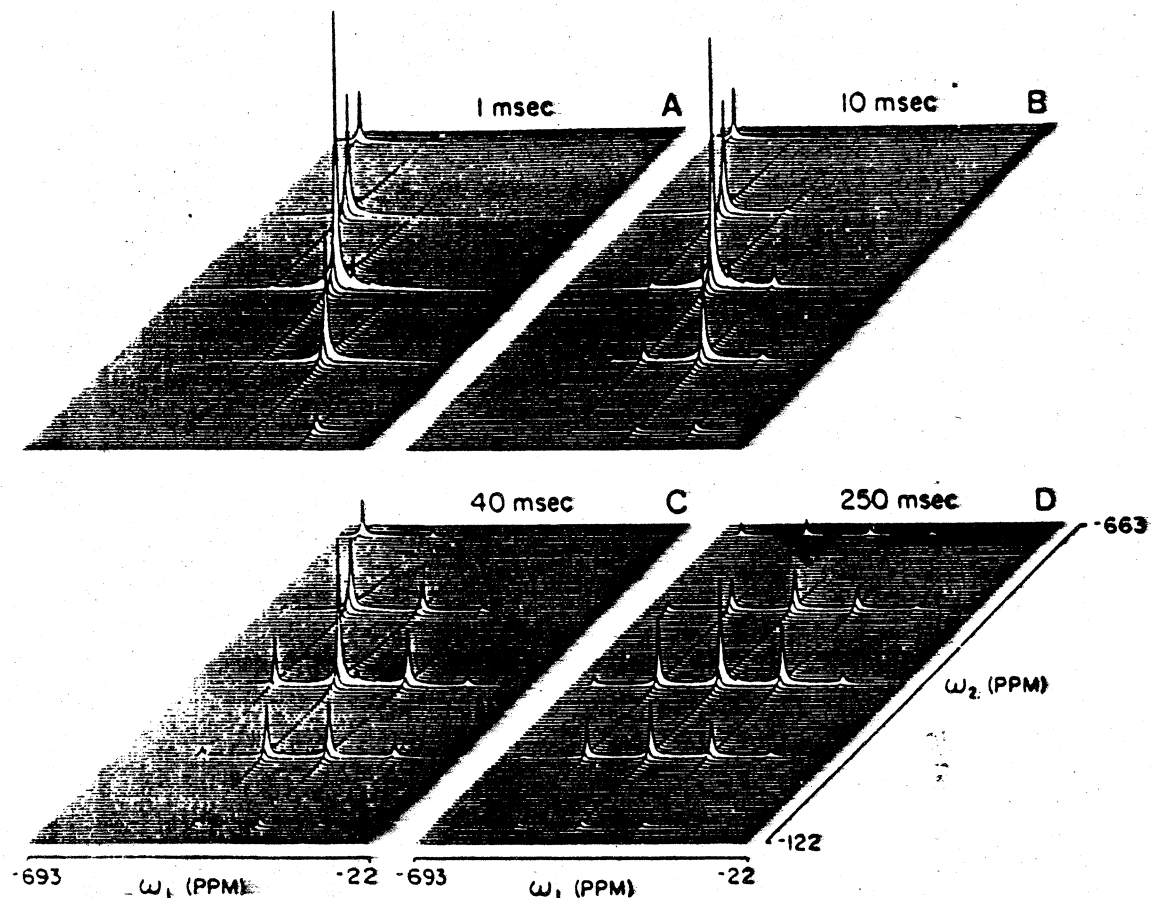 1 msec A
10 msec B
40 msec C
250 msec D
-663
ω₂ (PPM)
-122
-693 -22 -693 -22
ω₁ (PPM) ω₁ (PPM)